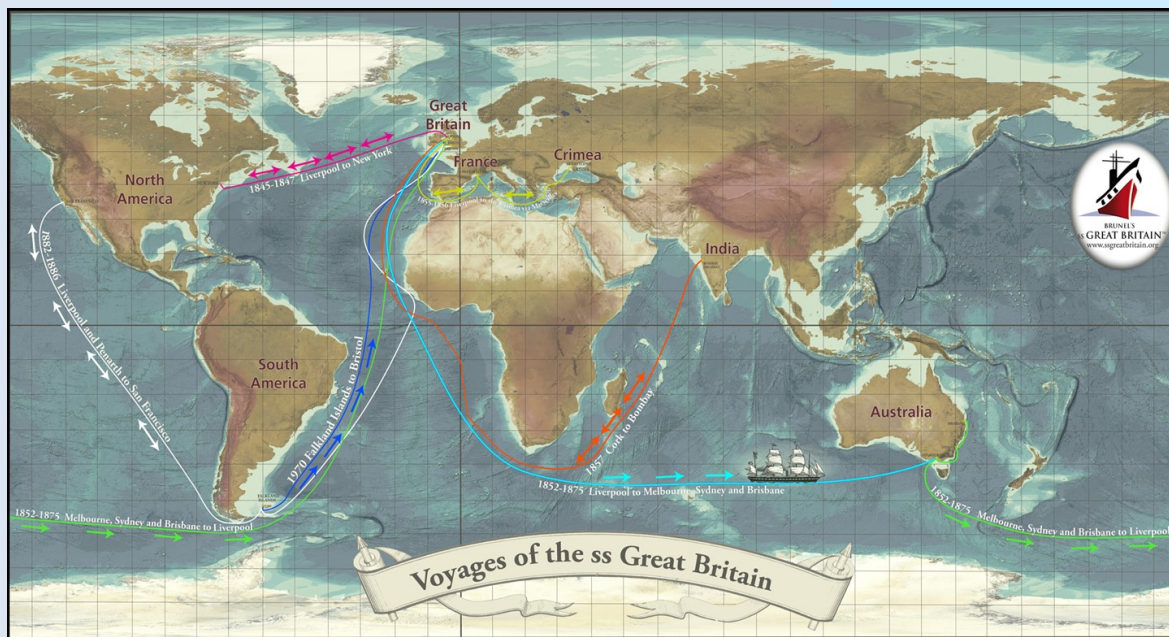 Great
Britain
France
Crimea
North
America
1845-1847 Liverpool to New York
India
BRUNEL'S
ss GREAT BRITAIN
www.ssgreatbritain.org
1882-1886 Liverpool and Penarth to San Francisco
South
America
1970 Falkland Islands to Bristol
1857 Cork to Bombay
Australia
1852-1875 Liverpool to Melbourne, Sydney and Brisbane
1852-1875 Melbourne, Sydney and Brisbane to Liverpool
1852-1875 Melbourne, Sydney and Brisbane to Liverpool
Voyages of the ss Great Britain